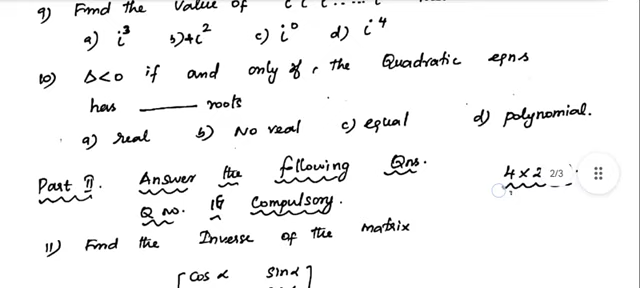 9) Find the Value of i i i ..... i
a) i³ b) +i² c) i⁰ d) i⁴
10) Δ<0 if and only if, the Quadratic eqns
has ______ roots
a) real b) No real c) equal d) polynomial.
Part II. Answer the following Qns. 4 x 2 2/3
Q no. 16 Compulsory.
11) Find the Inverse of the matrix
[cos α sin α]